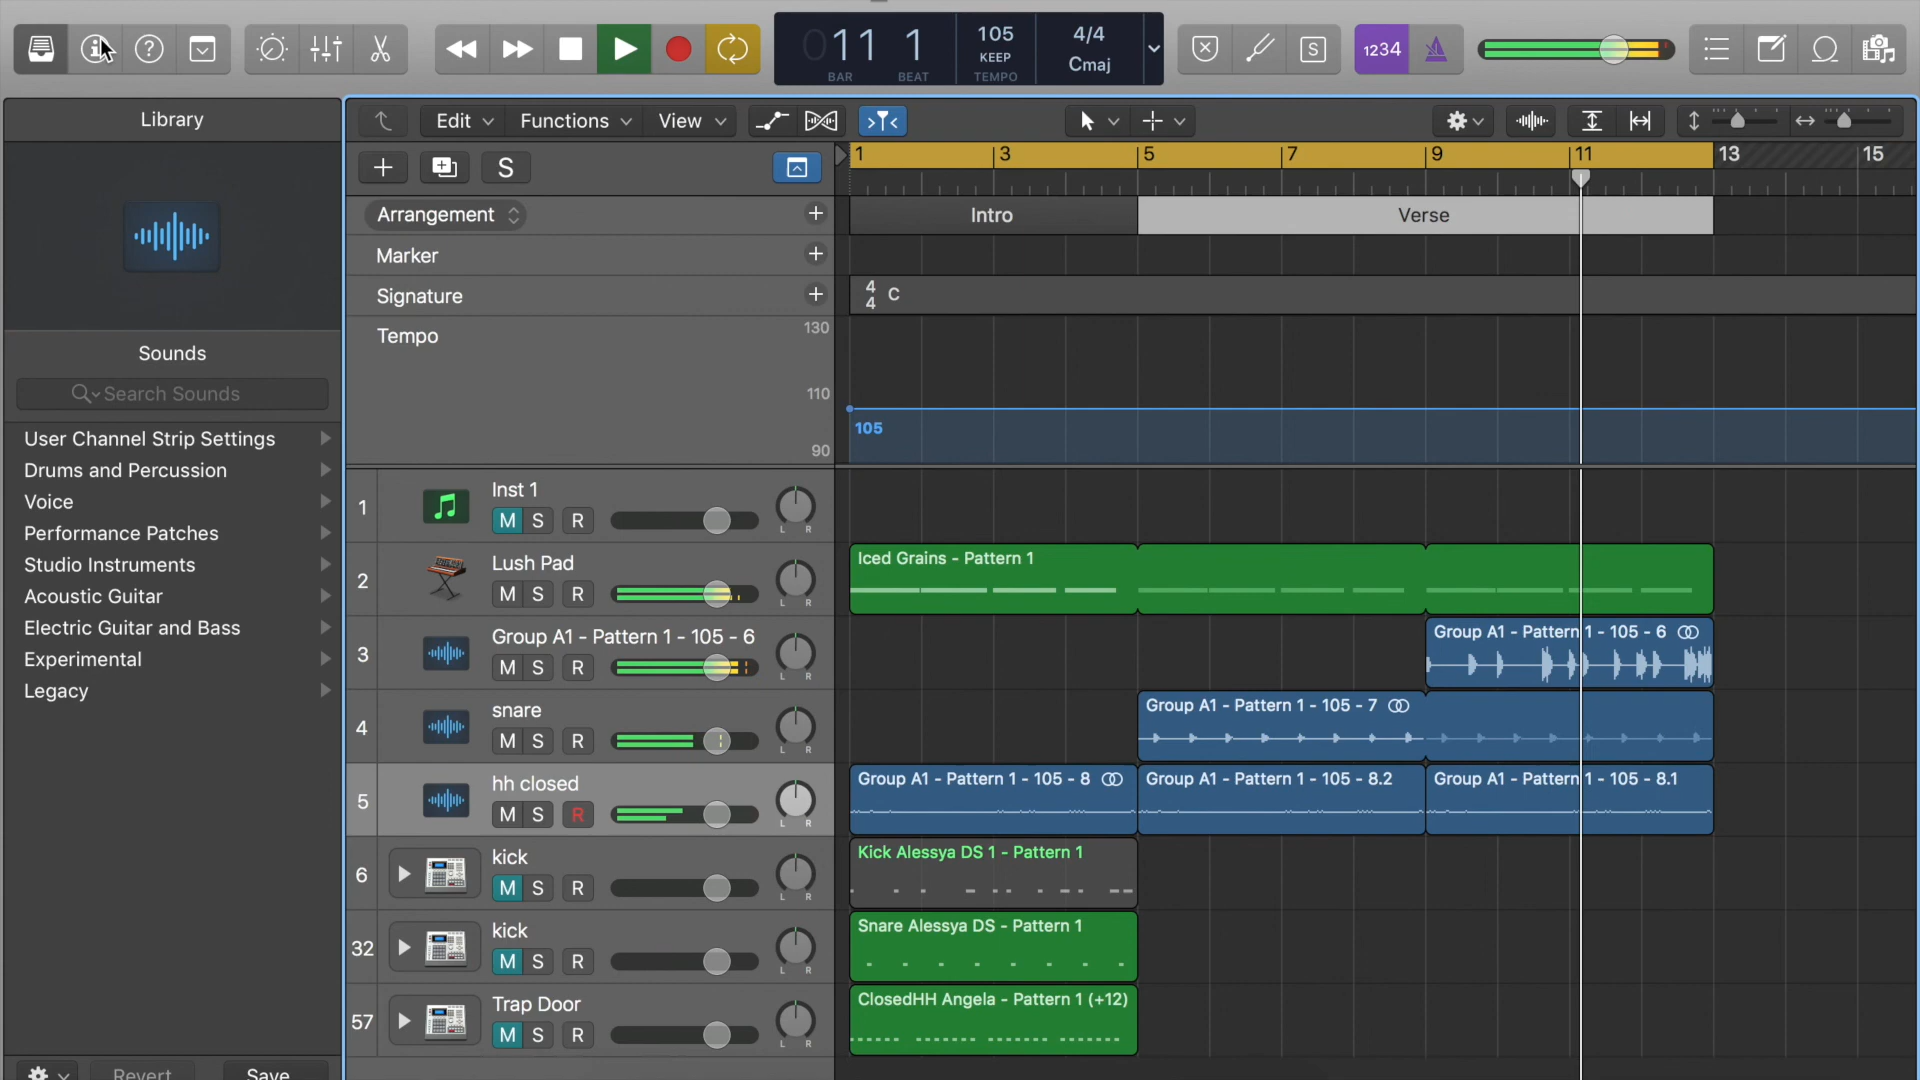 011 1
BAR BEAT
105
KEEP
TEMPO
4/4
Cmaj
S
1234
Library
Edit
Functions
View
S
1 3 5 7 9 11 13 15
Arrangement
Intro
Verse
Marker
Signature
4
4
C
Tempo
130
110
90
105
Sounds
Search Sounds
User Channel Strip Settings
Drums and Percussion
Voice
Performance Patches
Studio Instruments
Acoustic Guitar
Electric Guitar and Bass
Experimental
Legacy
Revert
Save
1
Inst 1
M S R
L R
2
Lush Pad
M S R
L R
Iced Grains - Pattern 1
3
Group A1 - Pattern 1 - 105 - 6
M S R
L R
Group A1 - Pattern 1 - 105 - 6
4
snare
M S R
L R
Group A1 - Pattern 1 - 105 - 7
5
hh closed
M S R
L R
Group A1 - Pattern 1 - 105 - 8
Group A1 - Pattern 1 - 105 - 8.2
Group A1 - Pattern 1 - 105 - 8.1
6
kick
M S R
L R
Kick Alessya DS 1 - Pattern 1
32
kick
M S R
L R
Snare Alessya DS - Pattern 1
57
Trap Door
M S R
L R
ClosedHH Angela - Pattern 1 (+12)